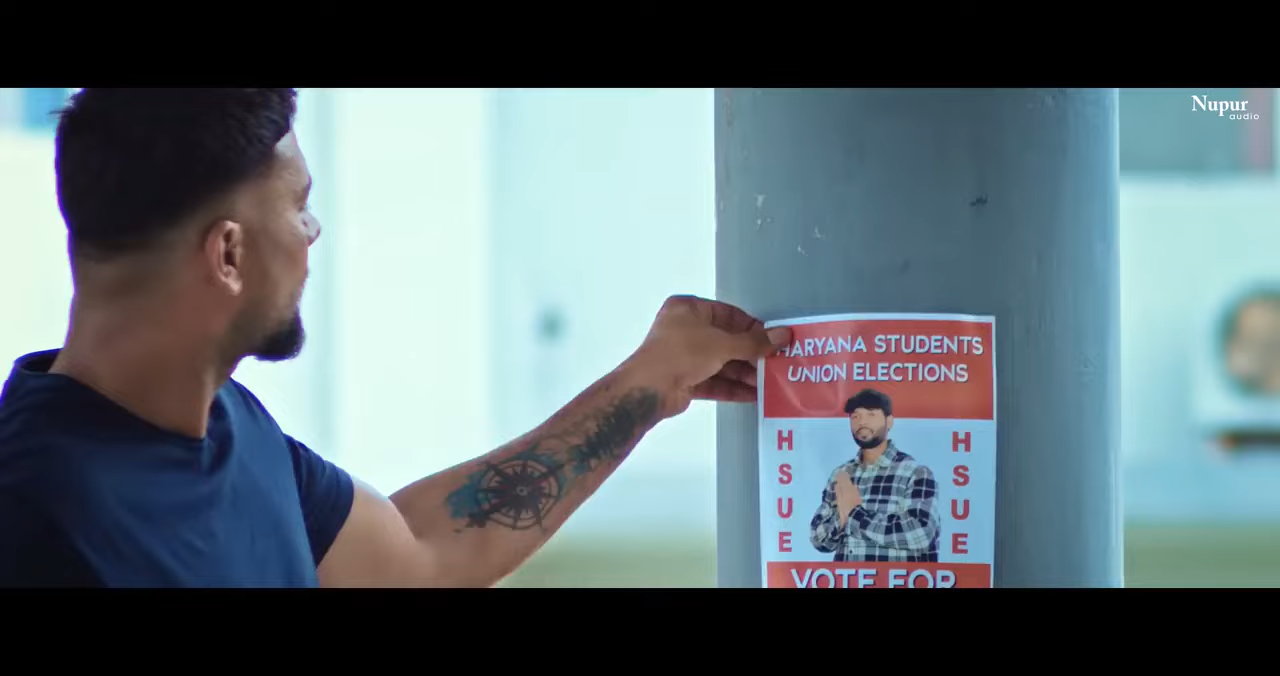 Nupur
audio
HARYANA STUDENTS
UNION ELECTIONS
H
S
U
E
H
S
U
E
VOTE FOR